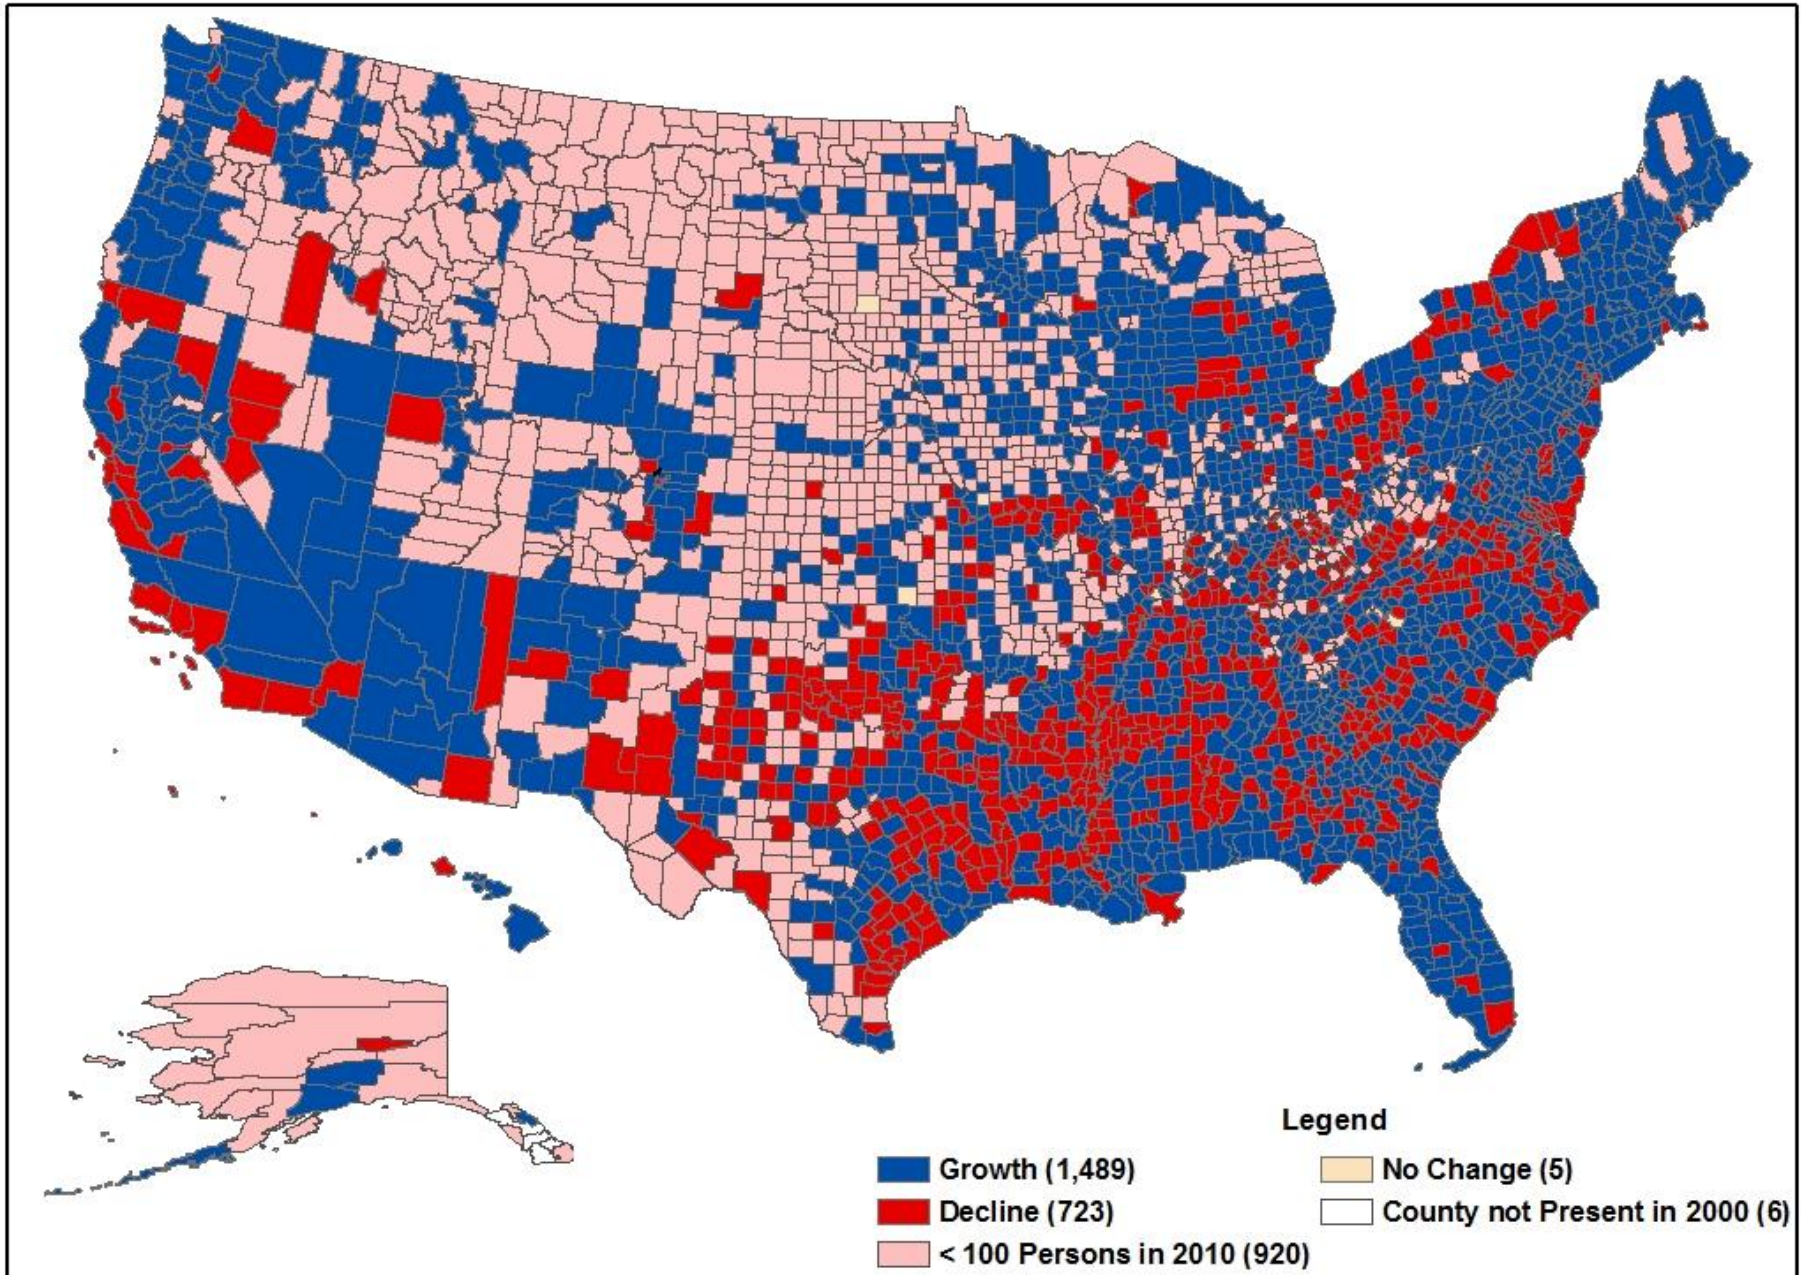 Legend
Growth (1,489)
No Change (5)
Decline (723)
County not Present in 2000 (6)
< 100 Persons in 2010 (920)